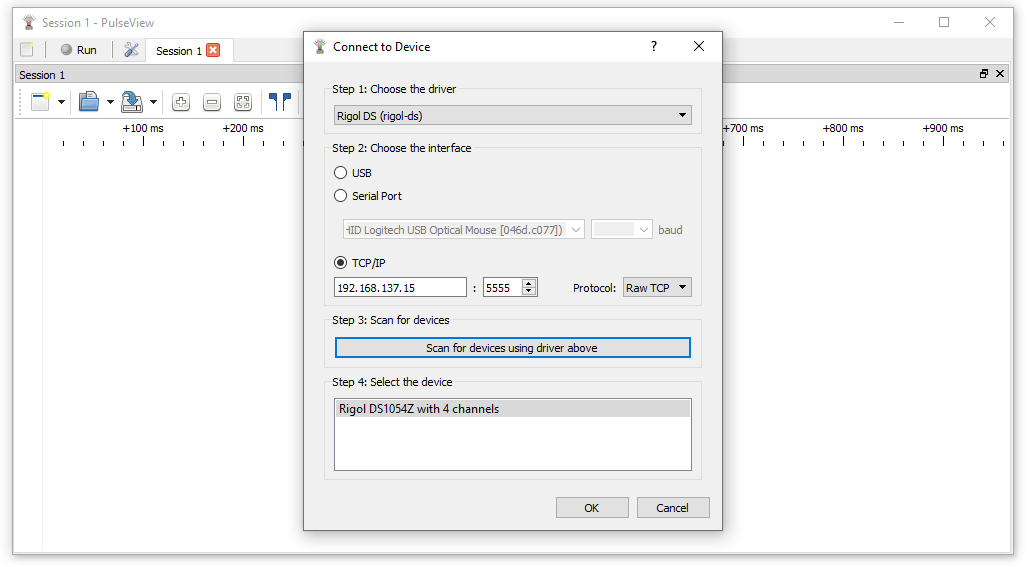 Session 1 - PulseView
Run
Session 1
Session 1
+100 ms +200 ms +700 ms +800 ms +900 ms
Connect to Device
?
Step 1: Choose the driver
Rigol DS (rigol-ds)
Step 2: Choose the interface
USB
Serial Port
HID Logitech USB Optical Mouse [046d.c077]) baud
TCP/IP
192.168.137.15 : 5555 Protocol: Raw TCP
Step 3: Scan for devices
Scan for devices using driver above
Step 4: Select the device
Rigol DS1054Z with 4 channels
OK Cancel